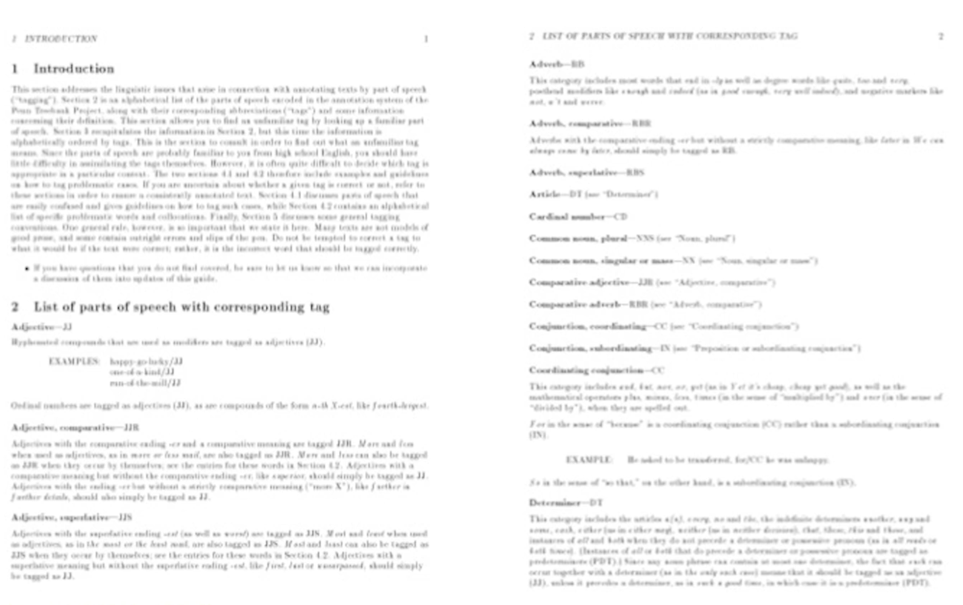 1 INTRODUCTION
1
1 Introduction
This section addresses the linguistic issues that arise in connection with annotating texts by part of speech
("tagging"). Section 2 is an alphabetical list of the parts of speech encoded in the annotation system of the
Penn Treebank Project, along with their corresponding abbreviations ("tags") and some information
concerning their definition. This section allows you to find an unfamiliar tag by looking up a familiar part
of speech. Section 3 recapitulates the information in Section 2, but this time the information is
alphabetically ordered by tags. This is the section to consult in order to find out what an unfamiliar tag
means. Since the parts of speech are probably familiar to you from high school English, you should have
little difficulty in assimilating the tags themselves. However, it is often quite difficult to decide which tag is
appropriate in a particular context. The two sections 4.1 and 4.2 therefore include examples and guidelines
on how to tag problematic cases. If you are uncertain about whether a given tag is correct or not, refer to
these sections in order to ensure a consistently annotated text. Section 4.1 discusses parts of speech that
are easily confused and gives guidelines on how to tag such cases, while Section 4.2 contains an alphabetical
list of specific problematic words and collocations. Finally, Section 5 discusses some general tagging
conventions. One general rule, however, is so important that we state it here. Many texts are not models of
good prose, and some contain outright errors and slips of the pen. Do not be tempted to correct a tag to
what it would be if the text were correct; rather, it is the incorrect word that should be tagged correctly.
• If you have questions that you do not find covered, be sure to let us know so that we can incorporate
a discussion of them into updates of this guide.
2 List of parts of speech with corresponding tag
Adjective—JJ
Hyphenated compounds that are used as modifiers are tagged as adjectives (JJ).
EXAMPLES: happy-go-lucky/JJ
one-of-a-kind/JJ
run-of-the-mill/JJ
Ordinal numbers are tagged as adjectives (JJ), as are compounds of the form n-th X-est, like fourth-largest.
Adjective, comparative—JJR
Adjectives with the comparative ending -er and a comparative meaning are tagged JJR. More and less
when used as adjectives, as in more or less mail, are also tagged as JJR. More and less can also be tagged
as JJR when they occur by themselves; see the entries for these words in Section 4.2. Adjectives with a
comparative meaning but without the comparative ending -er, like superior, should simply be tagged as JJ.
Adjectives with the ending -er but without a strictly comparative meaning ("more X"), like further in
further details, should also simply be tagged as JJ.
Adjective, superlative—JJS
Adjectives with the superlative ending -est (as well as worst) are tagged as JJS. Most and least when used
as adjectives, as in the most or the least mail, are also tagged as JJS. Most and least can also be tagged as
JJS when they occur by themselves; see the entries for these words in Section 4.2. Adjectives with a
superlative meaning but without the superlative ending -est, like first, last or unsurpassed, should simply
be tagged as JJ.
2 LIST OF PARTS OF SPEECH WITH CORRESPONDING TAG
2
Adverb—RB
This category includes most words that end in -ly as well as degree words like quite, too and very,
posthead modifiers like enough and indeed (as in good enough, very well indeed), and negative markers like
not, n't and never.
Adverb, comparative—RBR
Adverbs with the comparative ending -er but without a strictly comparative meaning, like later in We can
always come by later, should simply be tagged as RB.
Adverb, superlative—RBS
Article—DT (see "Determiner")
Cardinal number—CD
Common noun, plural—NNS (see "Noun, plural")
Common noun, singular or mass—NN (see "Noun, singular or mass")
Comparative adjective—JJR (see "Adjective, comparative")
Comparative adverb—RBR (see "Adverb, comparative")
Conjunction, coordinating—CC (see "Coordinating conjunction")
Conjunction, subordinating—IN (see "Preposition or subordinating conjunction")
Coordinating conjunction—CC
This category includes and, but, nor, or, yet (as in Yet it's cheap, cheap yet good), as well as the
mathematical operators plus, minus, less, times (in the sense of "multiplied by") and over (in the sense of
"divided by"), when they are spelled out.
For in the sense of "because" is a coordinating conjunction (CC) rather than a subordinating conjunction
(IN).
EXAMPLE: He asked to be transferred, for/CC he was unhappy.
So in the sense of "so that," on the other hand, is a subordinating conjunction (IN).
Determiner—DT
This category includes the articles a(n), every, no and the, the indefinite determiners another, any and
some, each, either (as in either way), neither (as in neither decision), that, these, this and those, and
instances of all and both when they do not precede a determiner or possessive pronoun (as in all roads or
both times). (Instances of all or both that do precede a determiner or possessive pronoun are tagged as
predeterminers (PDT).) Since any noun phrase can contain at most one determiner, the fact that such can
occur together with a determiner (as in the only such case) means that it should be tagged as an adjective
(JJ), unless it precedes a determiner, as in such a good time, in which case it is a predeterminer (PDT).